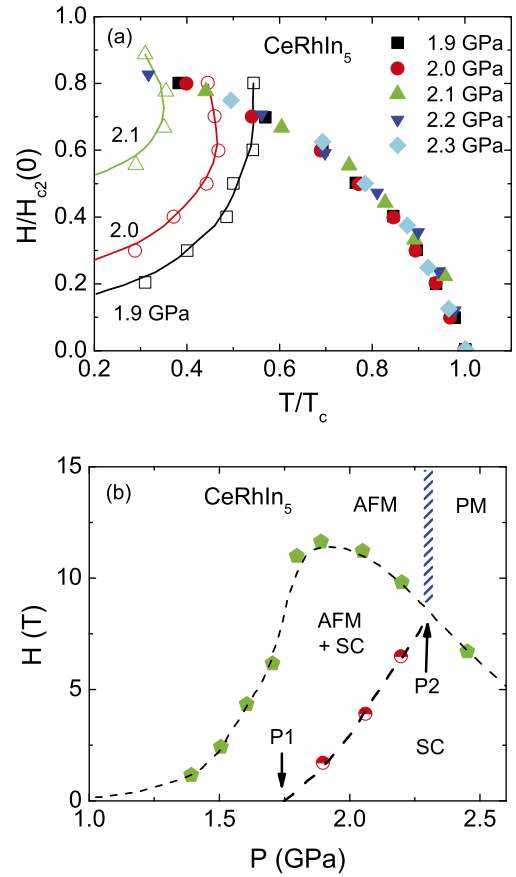 (a) CeRhIn5
1.9 GPa
2.0 GPa
2.1 GPa
2.2 GPa
2.3 GPa
2.1
2.0
1.9 GPa
H/Hc2(0)
1.0
0.8
0.6
0.4
0.2
0.0
0.2 0.4 0.6 0.8 1.0
T/Tc
(b) CeRhIn5 AFM PM
AFM
+ SC
P1
P2
SC
H (T)
15
10
5
0
1.0 1.5 2.0 2.5
P (GPa)